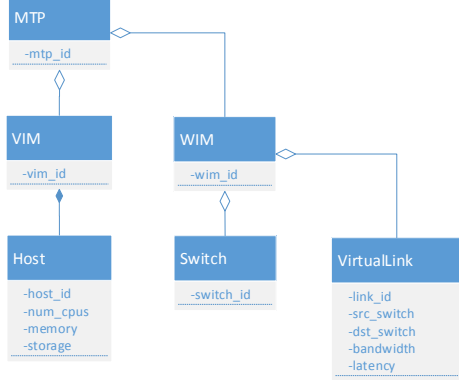 MTP
-mtp_id
VIM
-vim_id
WIM
-wim_id
Host
-host_id
-num_cpus
-memory
-storage
Switch
-switch_id
VirtualLink
-link_id
-src_switch
-dst_switch
-bandwidth
-latency